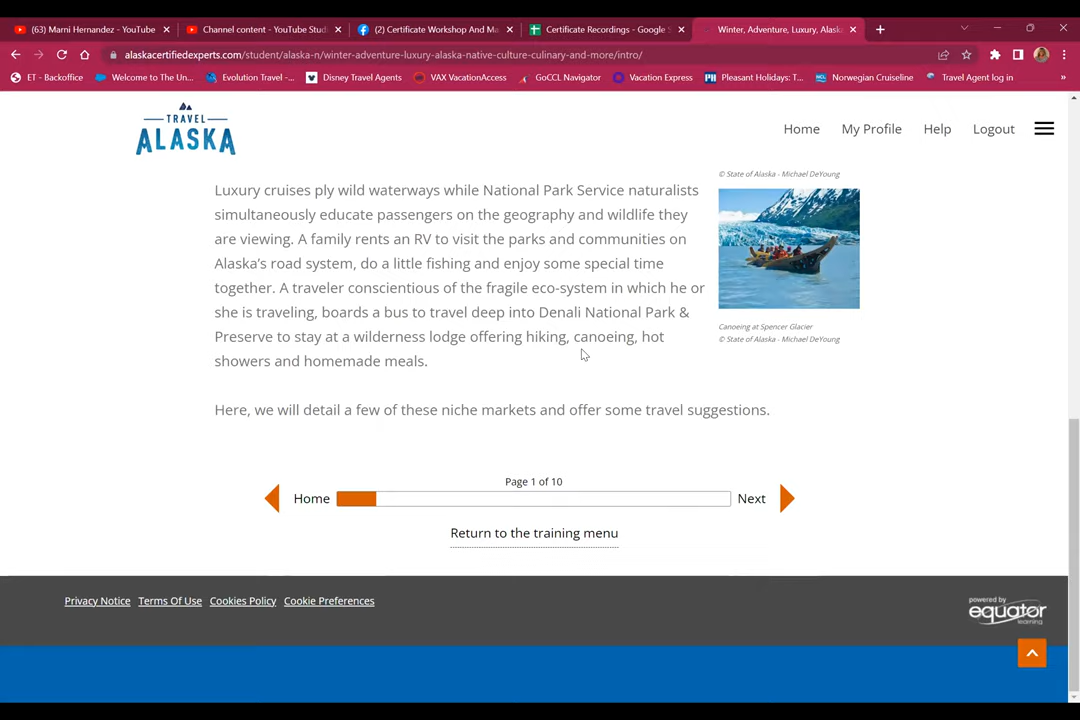 (63) Marni Hernandez - YouTube
Channel content - YouTube Stud
(2) Certificate Workshop And Ma
Certificate Recordings - Google S
Winter, Adventure, Luxury, Alaska
alaskacertifiedexperts.com/student/alaska-n/winter-adventure-luxury-alaska-native-culture-culinary-and-more/intro/
ET - Backoffice
Welcome to The Un...
Evolution Travel -...
Disney Travel Agents
VAX VacationAccess
GoCCL Navigator
Vacation Express
Pleasant Holidays: T...
Norwegian Cruiseline
Travel Agent log in
TRAVEL
ALASKA
Home
My Profile
Help
Logout
© State of Alaska - Michael DeYoung
Luxury cruises ply wild waterways while National Park Service naturalists
simultaneously educate passengers on the geography and wildlife they
are viewing. A family rents an RV to visit the parks and communities on
Alaska's road system, do a little fishing and enjoy some special time
together. A traveler conscientious of the fragile eco-system in which he or
she is traveling, boards a bus to travel deep into Denali National Park &
Preserve to stay at a wilderness lodge offering hiking, canoeing, hot
showers and homemade meals.
Canoeing at Spencer Glacier
© State of Alaska - Michael DeYoung
Here, we will detail a few of these niche markets and offer some travel suggestions.
Page 1 of 10
Home
Next
Return to the training menu
Privacy Notice
Terms Of Use
Cookies Policy
Cookie Preferences
powered by
equator
learning